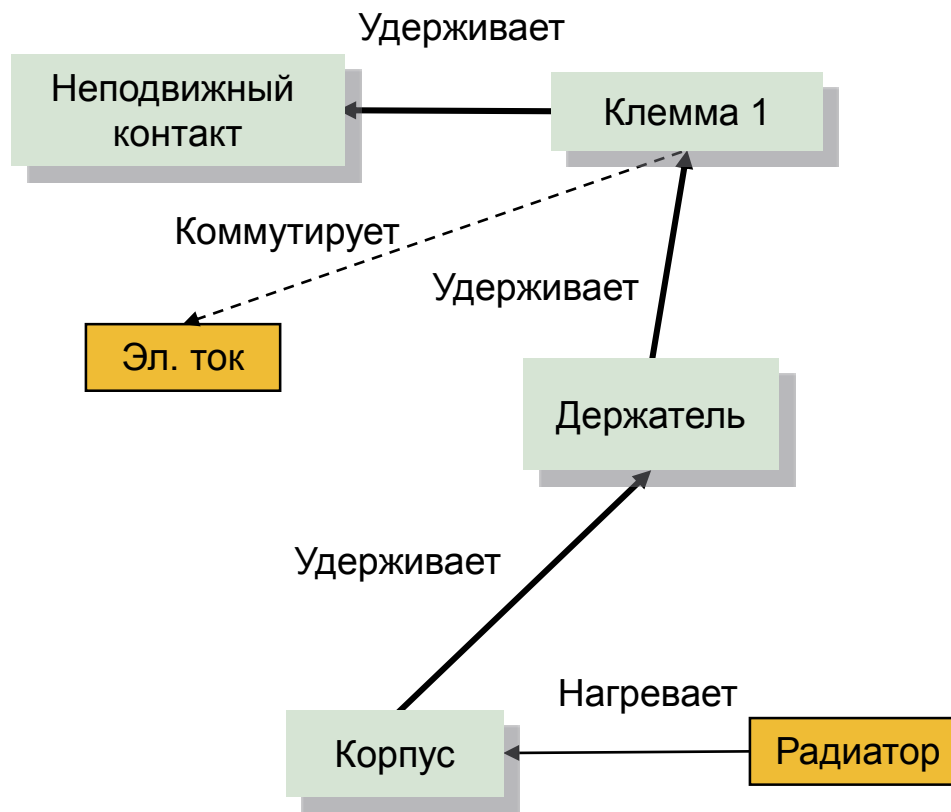 Удерживает
Неподвижный
контакт
Клемма 1
Коммутирует
Удерживает
Эл. ток
Держатель
Удерживает
Нагревает
Корпус
Радиатор